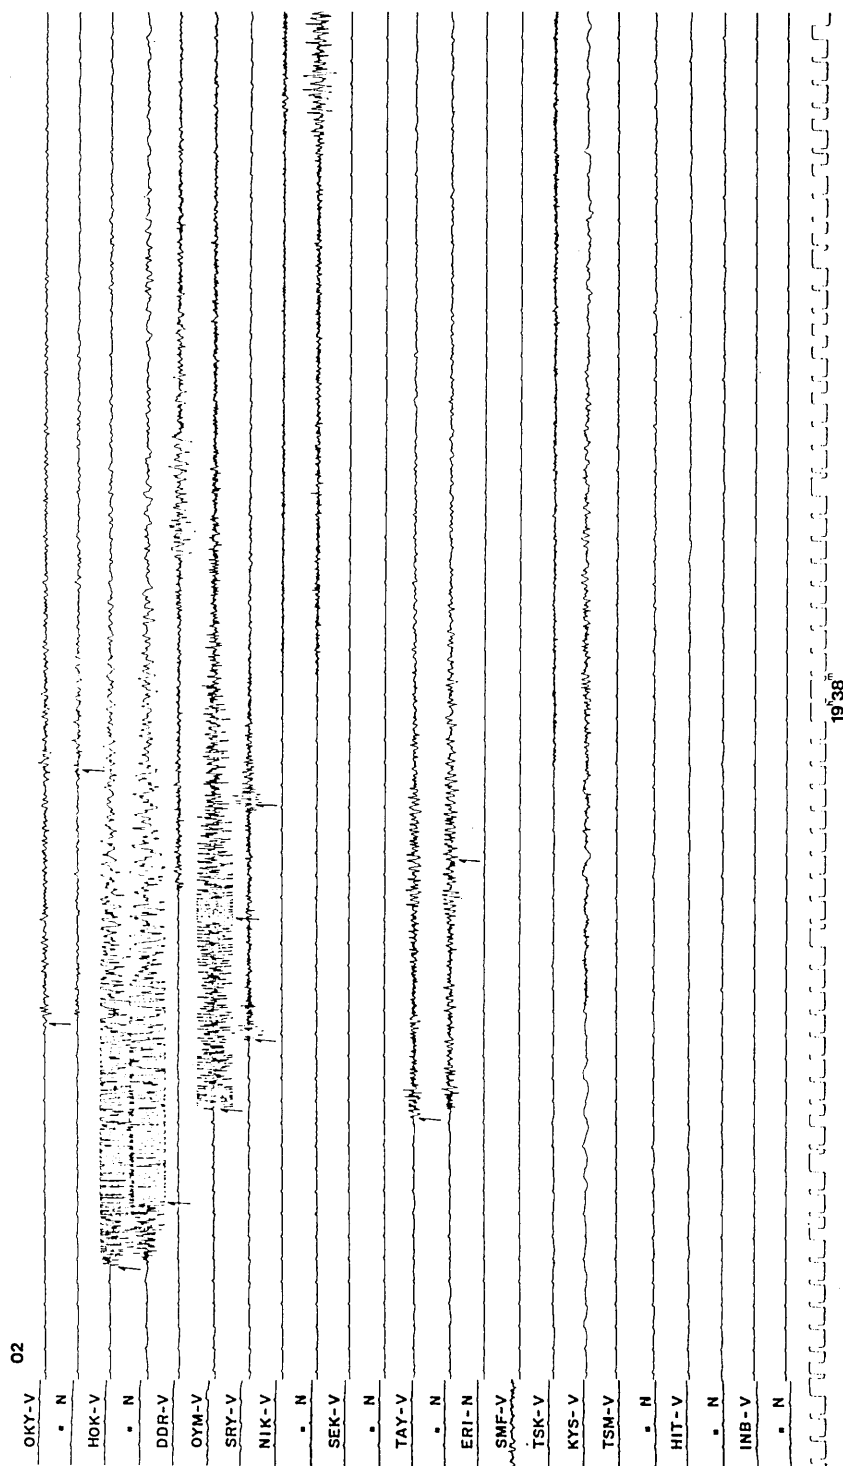 02
OKY-V
" N
HOK-V
" N
DDR-V
OYM-V
SRY-V
NIK-V
" N
SEK-V
" N
TAY-V
" N
ERI-N
SMF-V
TSK-V
KYS-V
TSM-V
" N
HIT-V
" N
INB-V
" N
19h38m